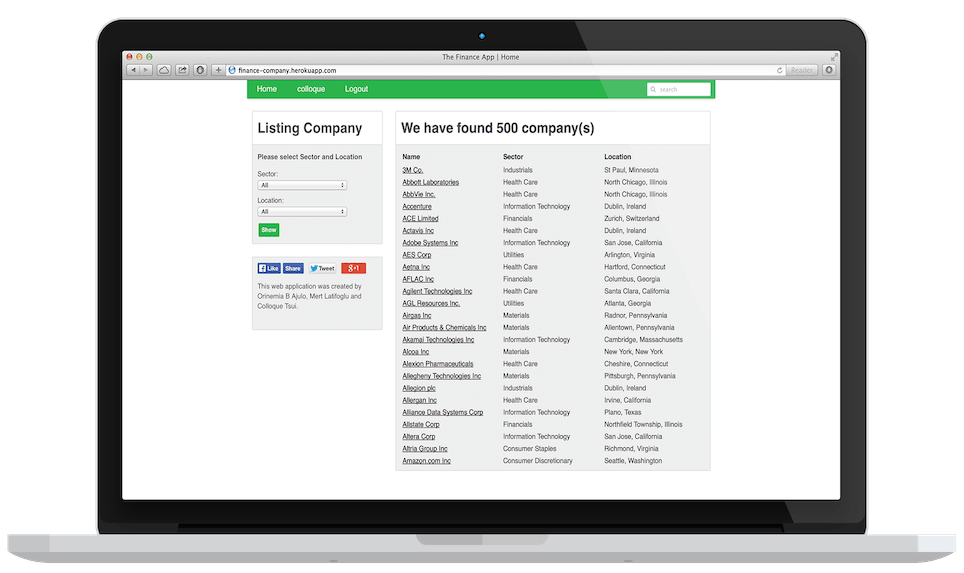 The Finance App | Home
finance-company.herokuapp.com
Reader
Home colloque Logout
search
Listing Company
Please select Sector and Location
Sector:
All
Location:
All
Show
Like Share Tweet +1
This web application was created by
Orinemia B Ajulo, Mert Latifoglu and
Colloque Tsui.
We have found 500 company(s)
Name Sector Location
3M Co. Industrials St Paul, Minnesota
Abbott Laboratories Health Care North Chicago, Illinois
AbbVie Inc. Health Care North Chicago, Illinois
Accenture Information Technology Dublin, Ireland
ACE Limited Financials Zurich, Switzerland
Actavis Inc Health Care Dublin, Ireland
Adobe Systems Inc Information Technology San Jose, California
AES Corp Utilities Arlington, Virginia
Aetna Inc Health Care Hartford, Connecticut
AFLAC Inc Financials Columbus, Georgia
Agilent Technologies Inc Health Care Santa Clara, California
AGL Resources Inc. Utilities Atlanta, Georgia
Airgas Inc Materials Radnor, Pennsylvania
Air Products & Chemicals Inc Materials Allentown, Pennsylvania
Akamai Technologies Inc Information Technology Cambridge, Massachusetts
Alcoa Inc Materials New York, New York
Alexion Pharmaceuticals Health Care Cheshire, Connecticut
Allegheny Technologies Inc Materials Pittsburgh, Pennsylvania
Allegion plc Industrials Dublin, Ireland
Allergan Inc Health Care Irvine, California
Alliance Data Systems Corp Information Technology Plano, Texas
Allstate Corp Financials Northfield Township, Illinois
Altera Corp Information Technology San Jose, California
Altria Group Inc Consumer Staples Richmond, Virginia
Amazon.com Inc Consumer Discretionary Seattle, Washington